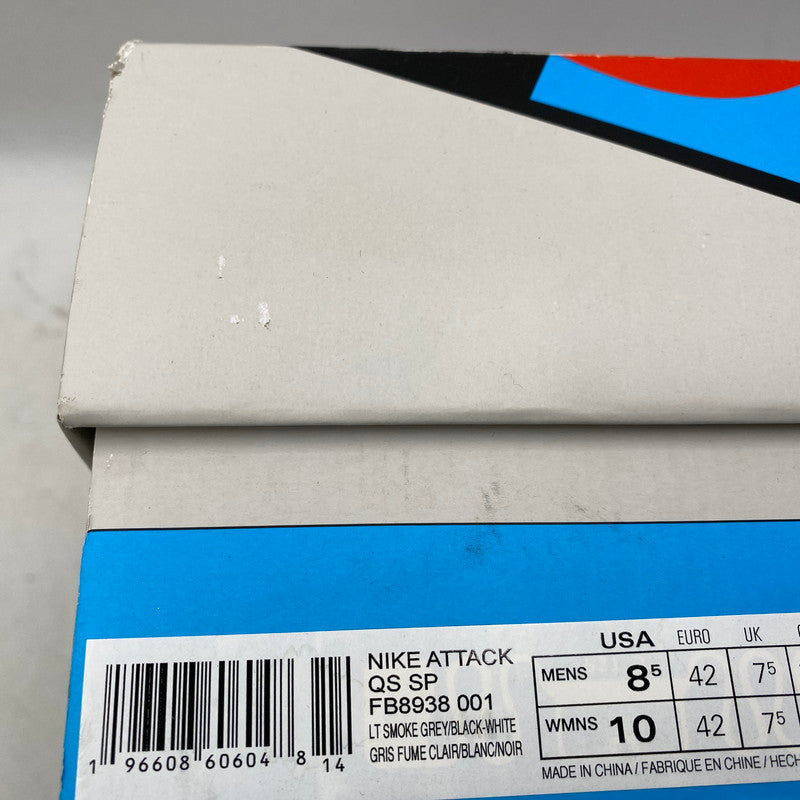 NIKE ATTACK
QS SP
FB8938 001
LT SMOKE GREY/BLACK-WHITE
GRIS FUME CLAIR/BLANC/NOIR
1 96608 60604 8 14
USA EURO UK
MENS 8⁵ 42 7⁵
WMNS 10 42 7⁵
MADE IN CHINA / FABRIQUE EN CHINE / HECH